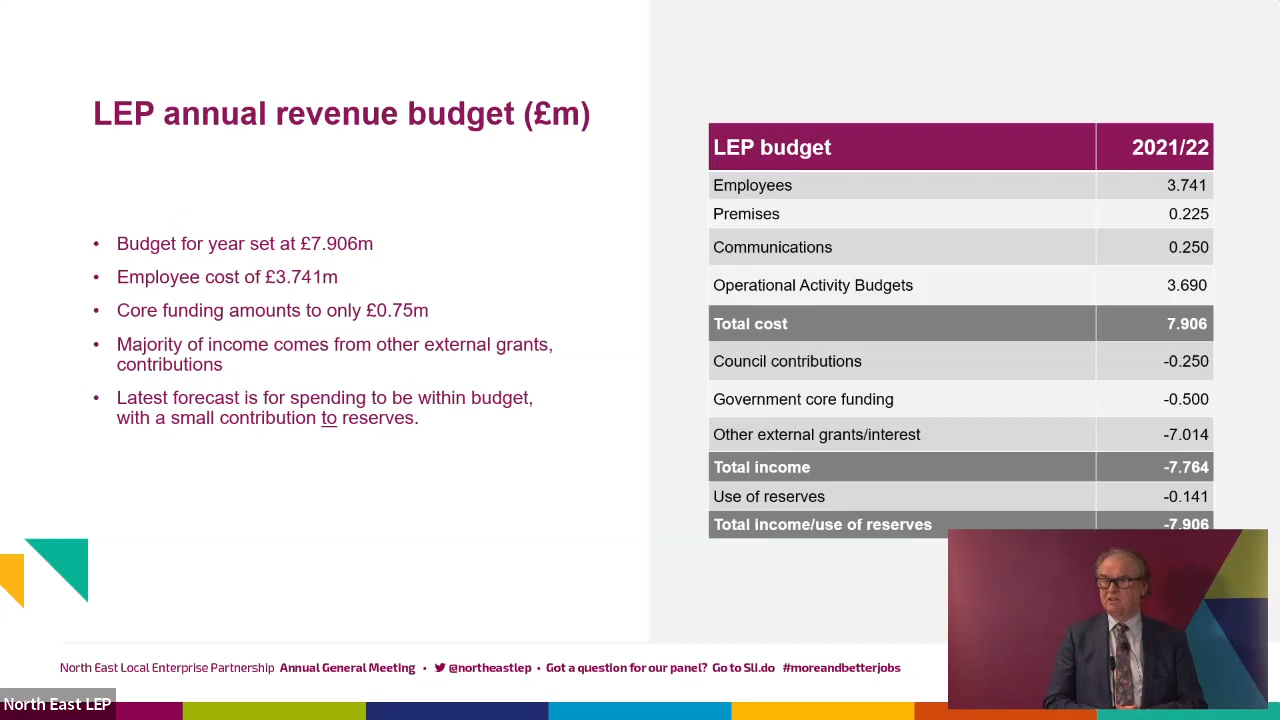 LEP annual revenue budget (£m)
• Budget for year set at £7.906m
• Employee cost of £3.741m
• Core funding amounts to only £0.75m
• Majority of income comes from other external grants,
contributions
• Latest forecast is for spending to be within budget,
with a small contribution to reserves.
LEP budget 2021/22
Employees 3.741
Premises 0.225
Communications 0.250
Operational Activity Budgets 3.690
Total cost 7.906
Council contributions -0.250
Government core funding -0.500
Other external grants/interest -7.014
Total income -7.764
Use of reserves -0.141
Total income/use of reserves -7.906
North East Local Enterprise Partnership Annual General Meeting • @northeastlep • Got a question for our panel? Go to Sli.do #moreandbetterjobs
North East LEP